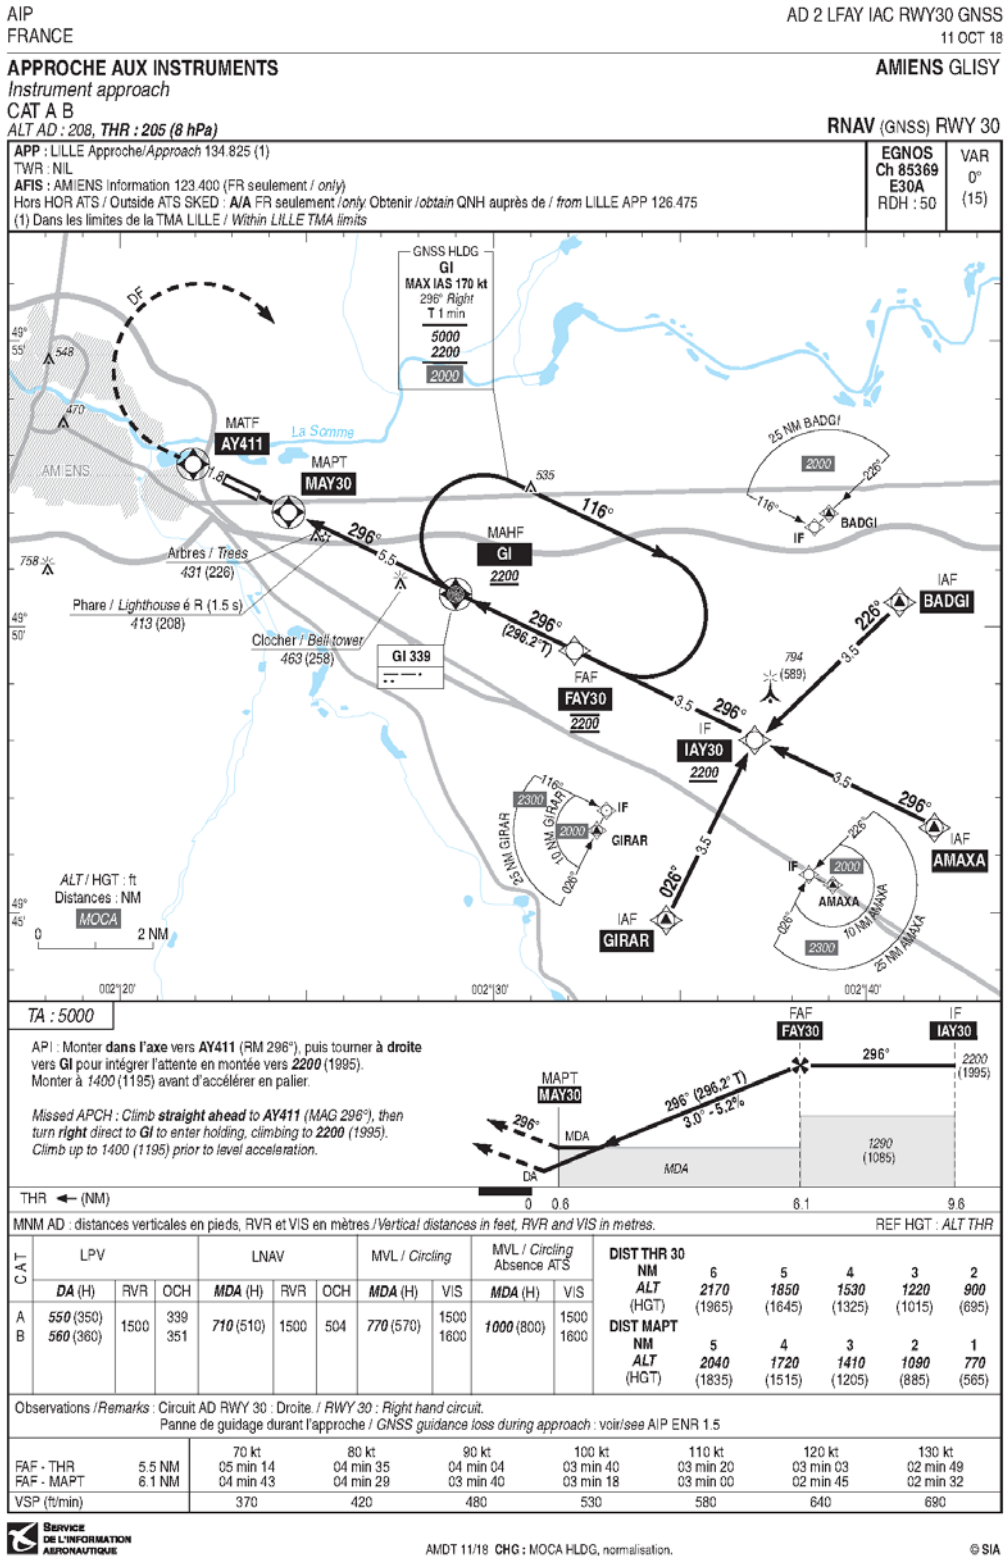 AIP
FRANCE
AD 2 LFAY IAC RWY30 GNSS
11 OCT 18
APPROCHE AUX INSTRUMENTS
Instrument approach
CAT A B
ALT AD : 208, THR : 205 (8 hPa)
AMIENS GLISY
RNAV (GNSS) RWY 30
APP : LILLE Approche/Approach 134.825 (1)
TWR : NIL
AFIS : AMIENS Information 123.400 (FR seulement / only)
Hors HOR ATS / Outside ATS SKED : A/A FR seulement /only. Obtenir /obtain QNH auprès de / from LILLE APP 126.475
(1) Dans les limites de la TMA LILLE / Within LILLE TMA limits
EGNOS
Ch 85369
E30A
RDH : 50
VAR
0°
(15)
GNSS HLDG
GI
MAX IAS 170 kt
296° Right
T 1 min
5000
2200
2000
DF
49°
55'
548
470
AMIENS
MATF
AY411
La Somme
1.8
MAPT
MAY30
535
116°
25 NM BADGI
2000
226°
116°
IF
BADGI
296°
5.5
MAHF
GI
2200
Arbres / Trees
431 (226)
758
Phare / Lighthouse é R (1.5 s)
413 (208)
49°
50'
Clocher / Bell tower
463 (258)
GI 339
296°
(296.2°T)
FAF
FAY30
2200
IAF
BADGI
226°
3.5
794
(589)
3.5
296°
IF
IAY30
2200
3.5
296°
IAF
AMAXA
116°
2300
IF
2000
GIRAR
10 NM GIRAR
25 NM GIRAR
026°
3.5
026°
IAF
GIRAR
226°
IF
2000
AMAXA
026°
10 NM AMAXA
2300
25 NM AMAXA
ALT / HGT : ft
Distances : NM
MOCA
0 2 NM
49°
45'
002°20'
002°30'
002°40'
TA : 5000
API : Monter dans l'axe vers AY411 (RM 296°), puis tourner à droite
vers GI pour intégrer l'attente en montée vers 2200 (1995).
Monter à 1400 (1195) avant d'accélérer en palier.
Missed APCH : Climb straight ahead to AY411 (MAG 296°), then
turn right direct to GI to enter holding, climbing to 2200 (1995).
Climb up to 1400 (1195) prior to level acceleration.
FAF
FAY30
IF
IAY30
296°
2200
(1995)
MAPT
MAY30
296° (296.2° T)
3.0° - 5.2%
296°
MDA
DA
MDA
1290
(1085)
THR ← (NM)
0 0.6 6.1 9.6
MNM AD : distances verticales en pieds, RVR et VIS en mètres./Vertical distances in feet, RVR and VIS in metres.
REF HGT : ALT THR
CAT
LPV
LNAV
MVL / Circling
MVL / Circling
Absence ATS
DA (H) RVR OCH MDA (H) RVR OCH MDA (H) VIS MDA (H) VIS
A 550 (350) 1500 339 710 (510) 1500 504 770 (570) 1500 1000 (800) 1500
B 560 (360) 351 1600 1600
DIST THR 30
NM 6 5 4 3 2
ALT 2170 1850 1530 1220 900
(HGT) (1965) (1645) (1325) (1015) (695)
DIST MAPT
NM 5 4 3 2 1
ALT 2040 1720 1410 1090 770
(HGT) (1835) (1515) (1205) (885) (565)
Observations /Remarks : Circuit AD RWY 30 : Droite. / RWY 30 : Right hand circuit.
Panne de guidage durant l'approche / GNSS guidance loss during approach : voir/see AIP ENR 1.5
70 kt 80 kt 90 kt 100 kt 110 kt 120 kt 130 kt
FAF - THR 5.5 NM 05 min 14 04 min 35 04 min 04 03 min 40 03 min 20 03 min 03 02 min 49
FAF - MAPT 6.1 NM 04 min 43 04 min 29 03 min 40 03 min 18 03 min 00 02 min 45 02 min 32
VSP (ft/min) 370 420 480 530 580 640 690
SERVICE
DE L'INFORMATION
AERONAUTIQUE
AMDT 11/18 CHG : MOCA HLDG, normalisation.
© SIA